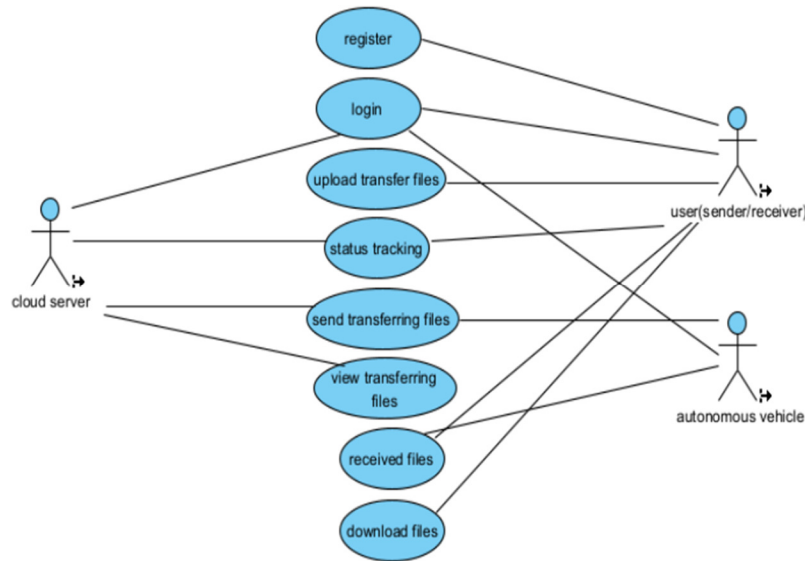 register
login
upload transfer files
user(sender/receiver)
status tracking
cloud server
send transferring files
view transferring
files
autonomous vehicle
received files
download files